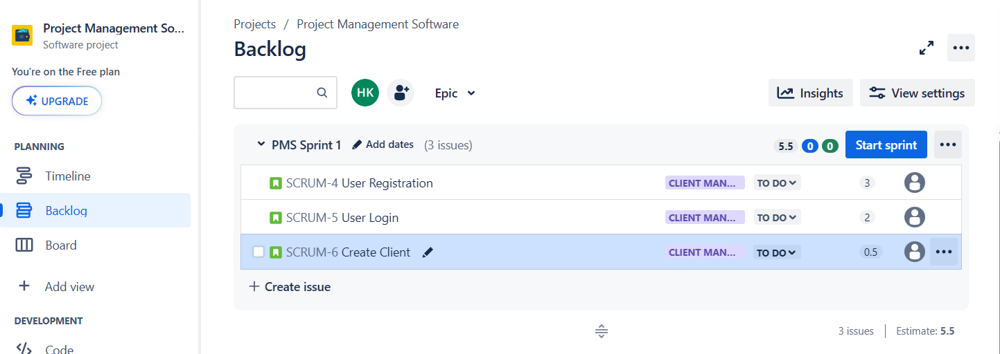 Project Management So...
Software project
You're on the Free plan
UPGRADE
PLANNING
Timeline
Backlog
Board
Add view
DEVELOPMENT
Code
Projects / Project Management Software
Backlog
HK
Epic
Insights
View settings
PMS Sprint 1 Add dates (3 issues) 5.5 0 0 Start sprint
SCRUM-4 User Registration CLIENT MAN... TO DO 3
SCRUM-5 User Login CLIENT MAN... TO DO 2
SCRUM-6 Create Client CLIENT MAN... TO DO 0.5
+ Create issue
3 issues | Estimate: 5.5